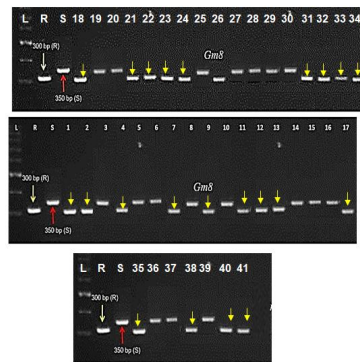 L R S 18 19 20 21 22 23 24 25 26 27 28 29 30 31 32 33 34
300 bp (R)
Gm8
350 bp (S)
L R S 1 2 3 4 5 6 7 8 9 10 11 12 13 14 15 16 17
300 bp (R)
Gm8
350 bp (S)
L R S 35 36 37 38 39 40 41
300 bp (R)
350 bp (S)